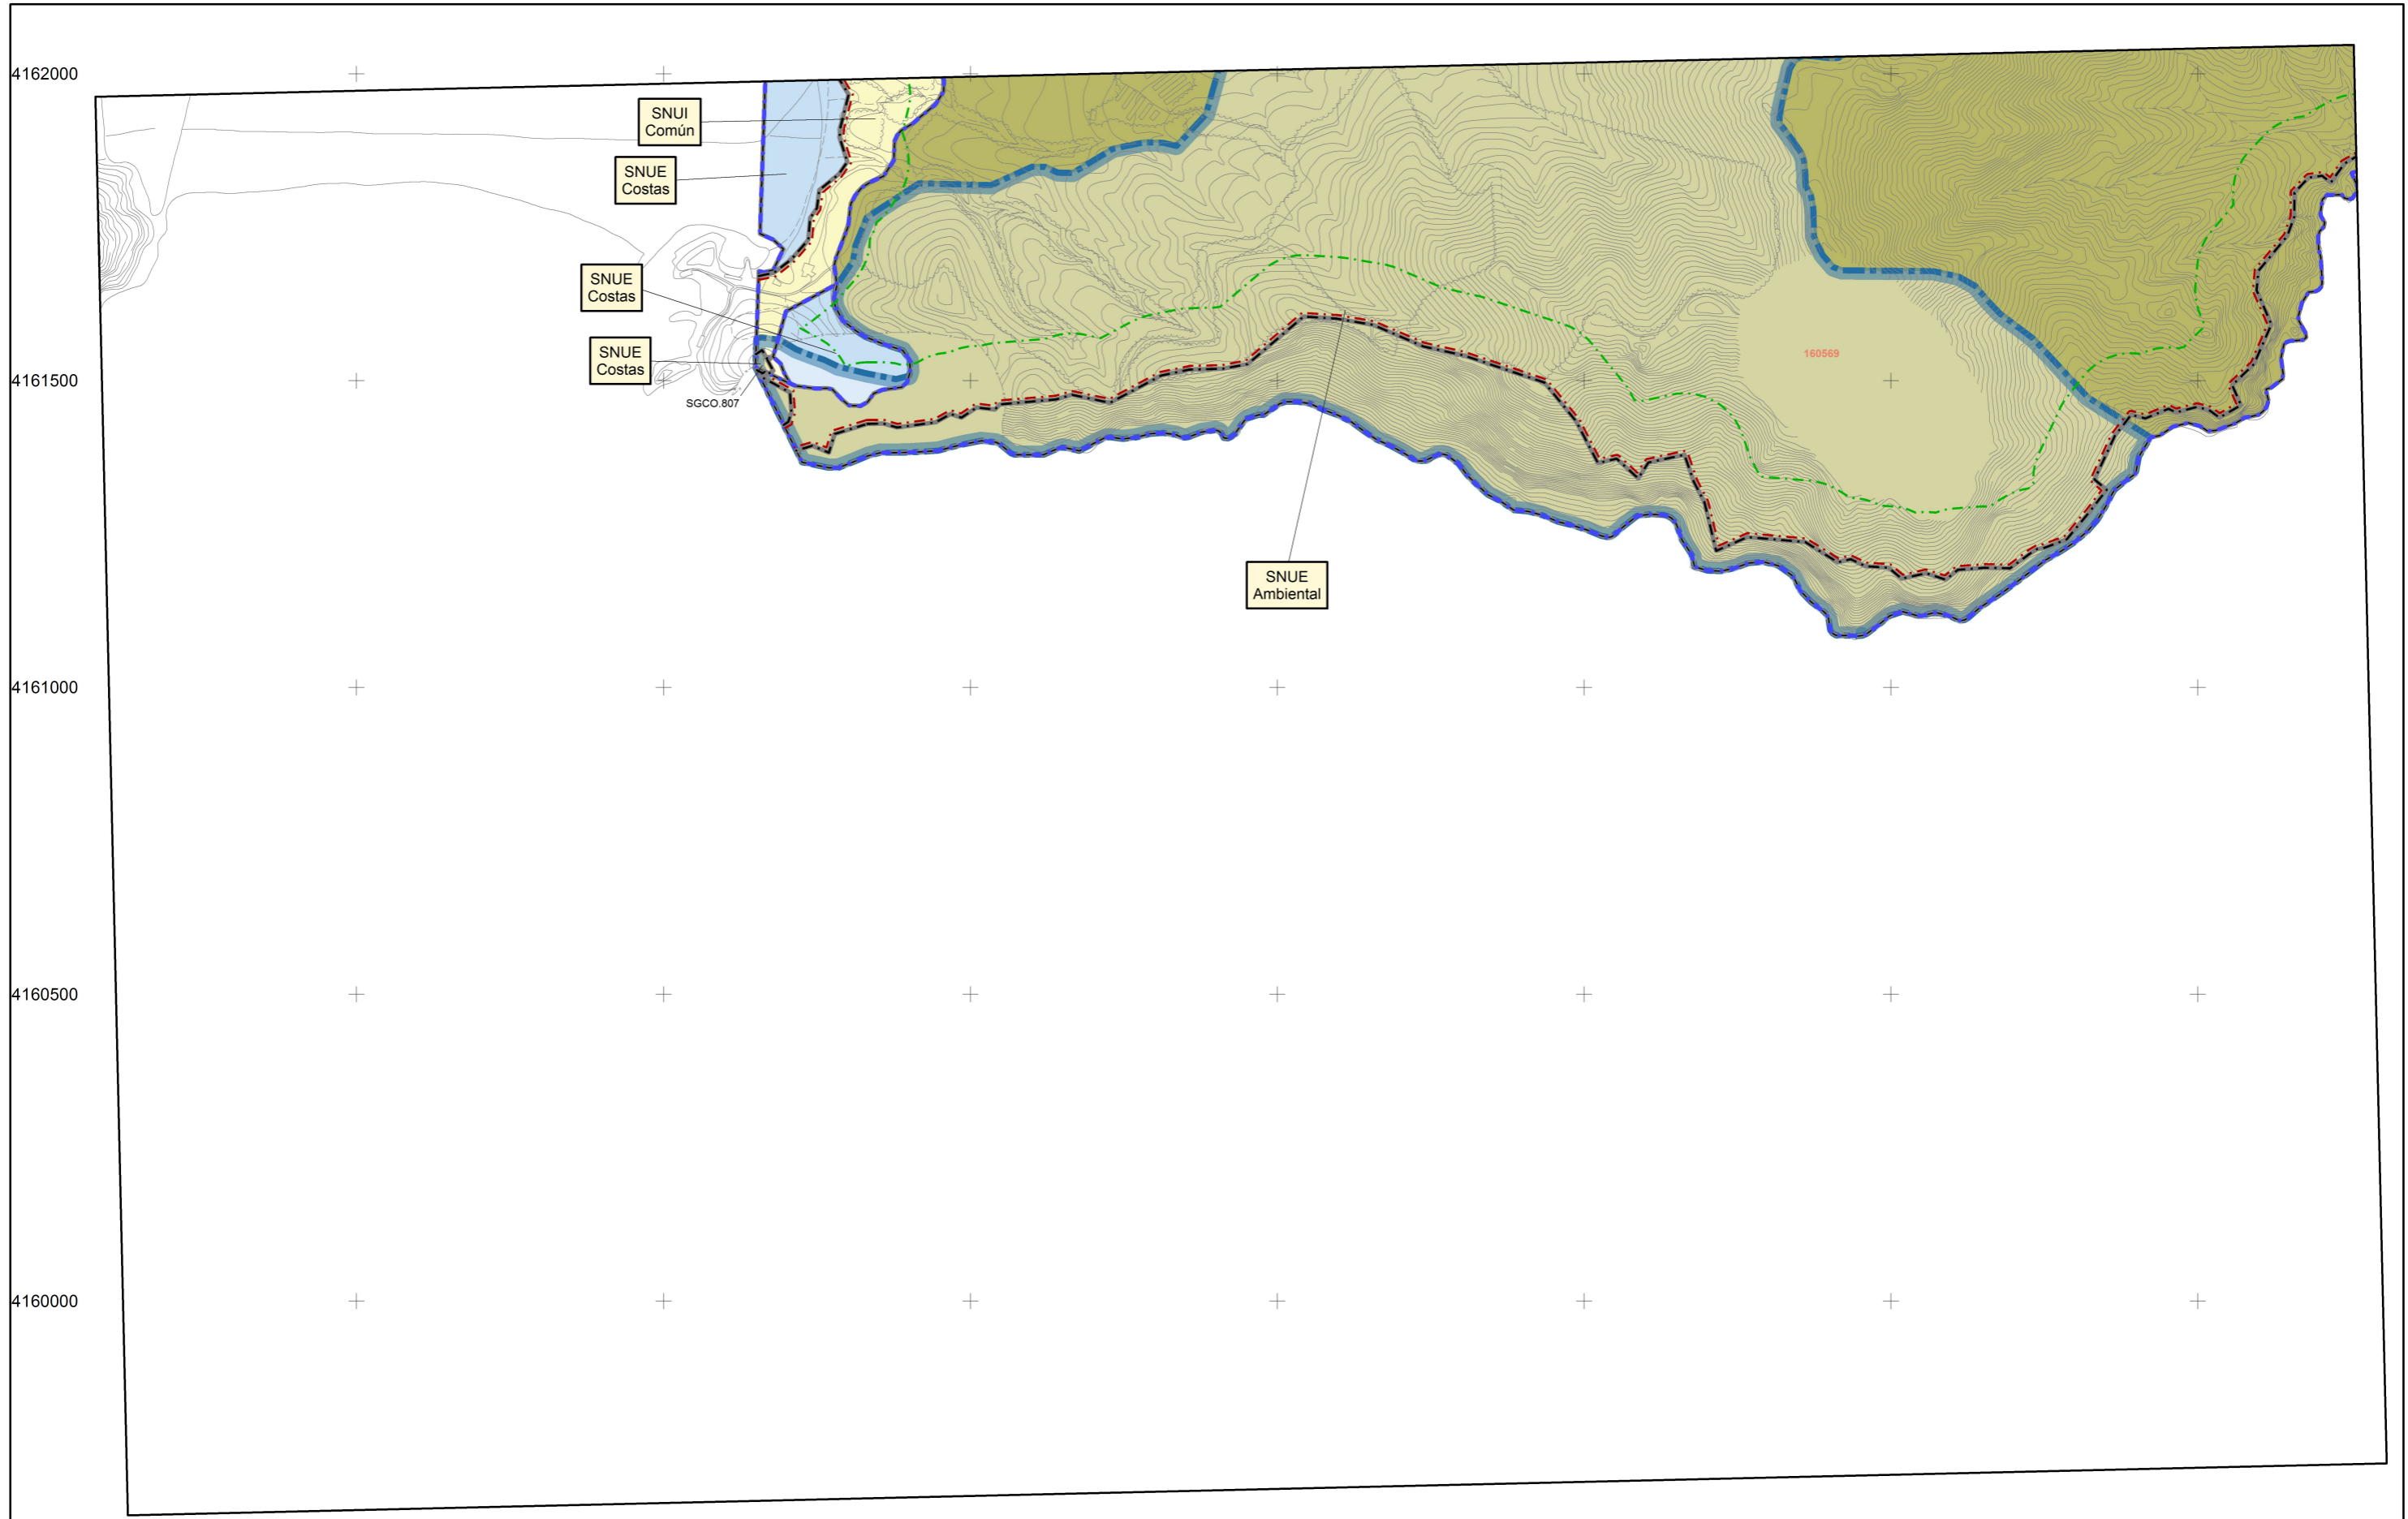 4162000
SNUI
Común
SNUE
Costas
SNUE
Costas
SNUE
Costas
160569
4161500
SGCO.807
SNUE
Ambiental
4161000
4160500
4160000